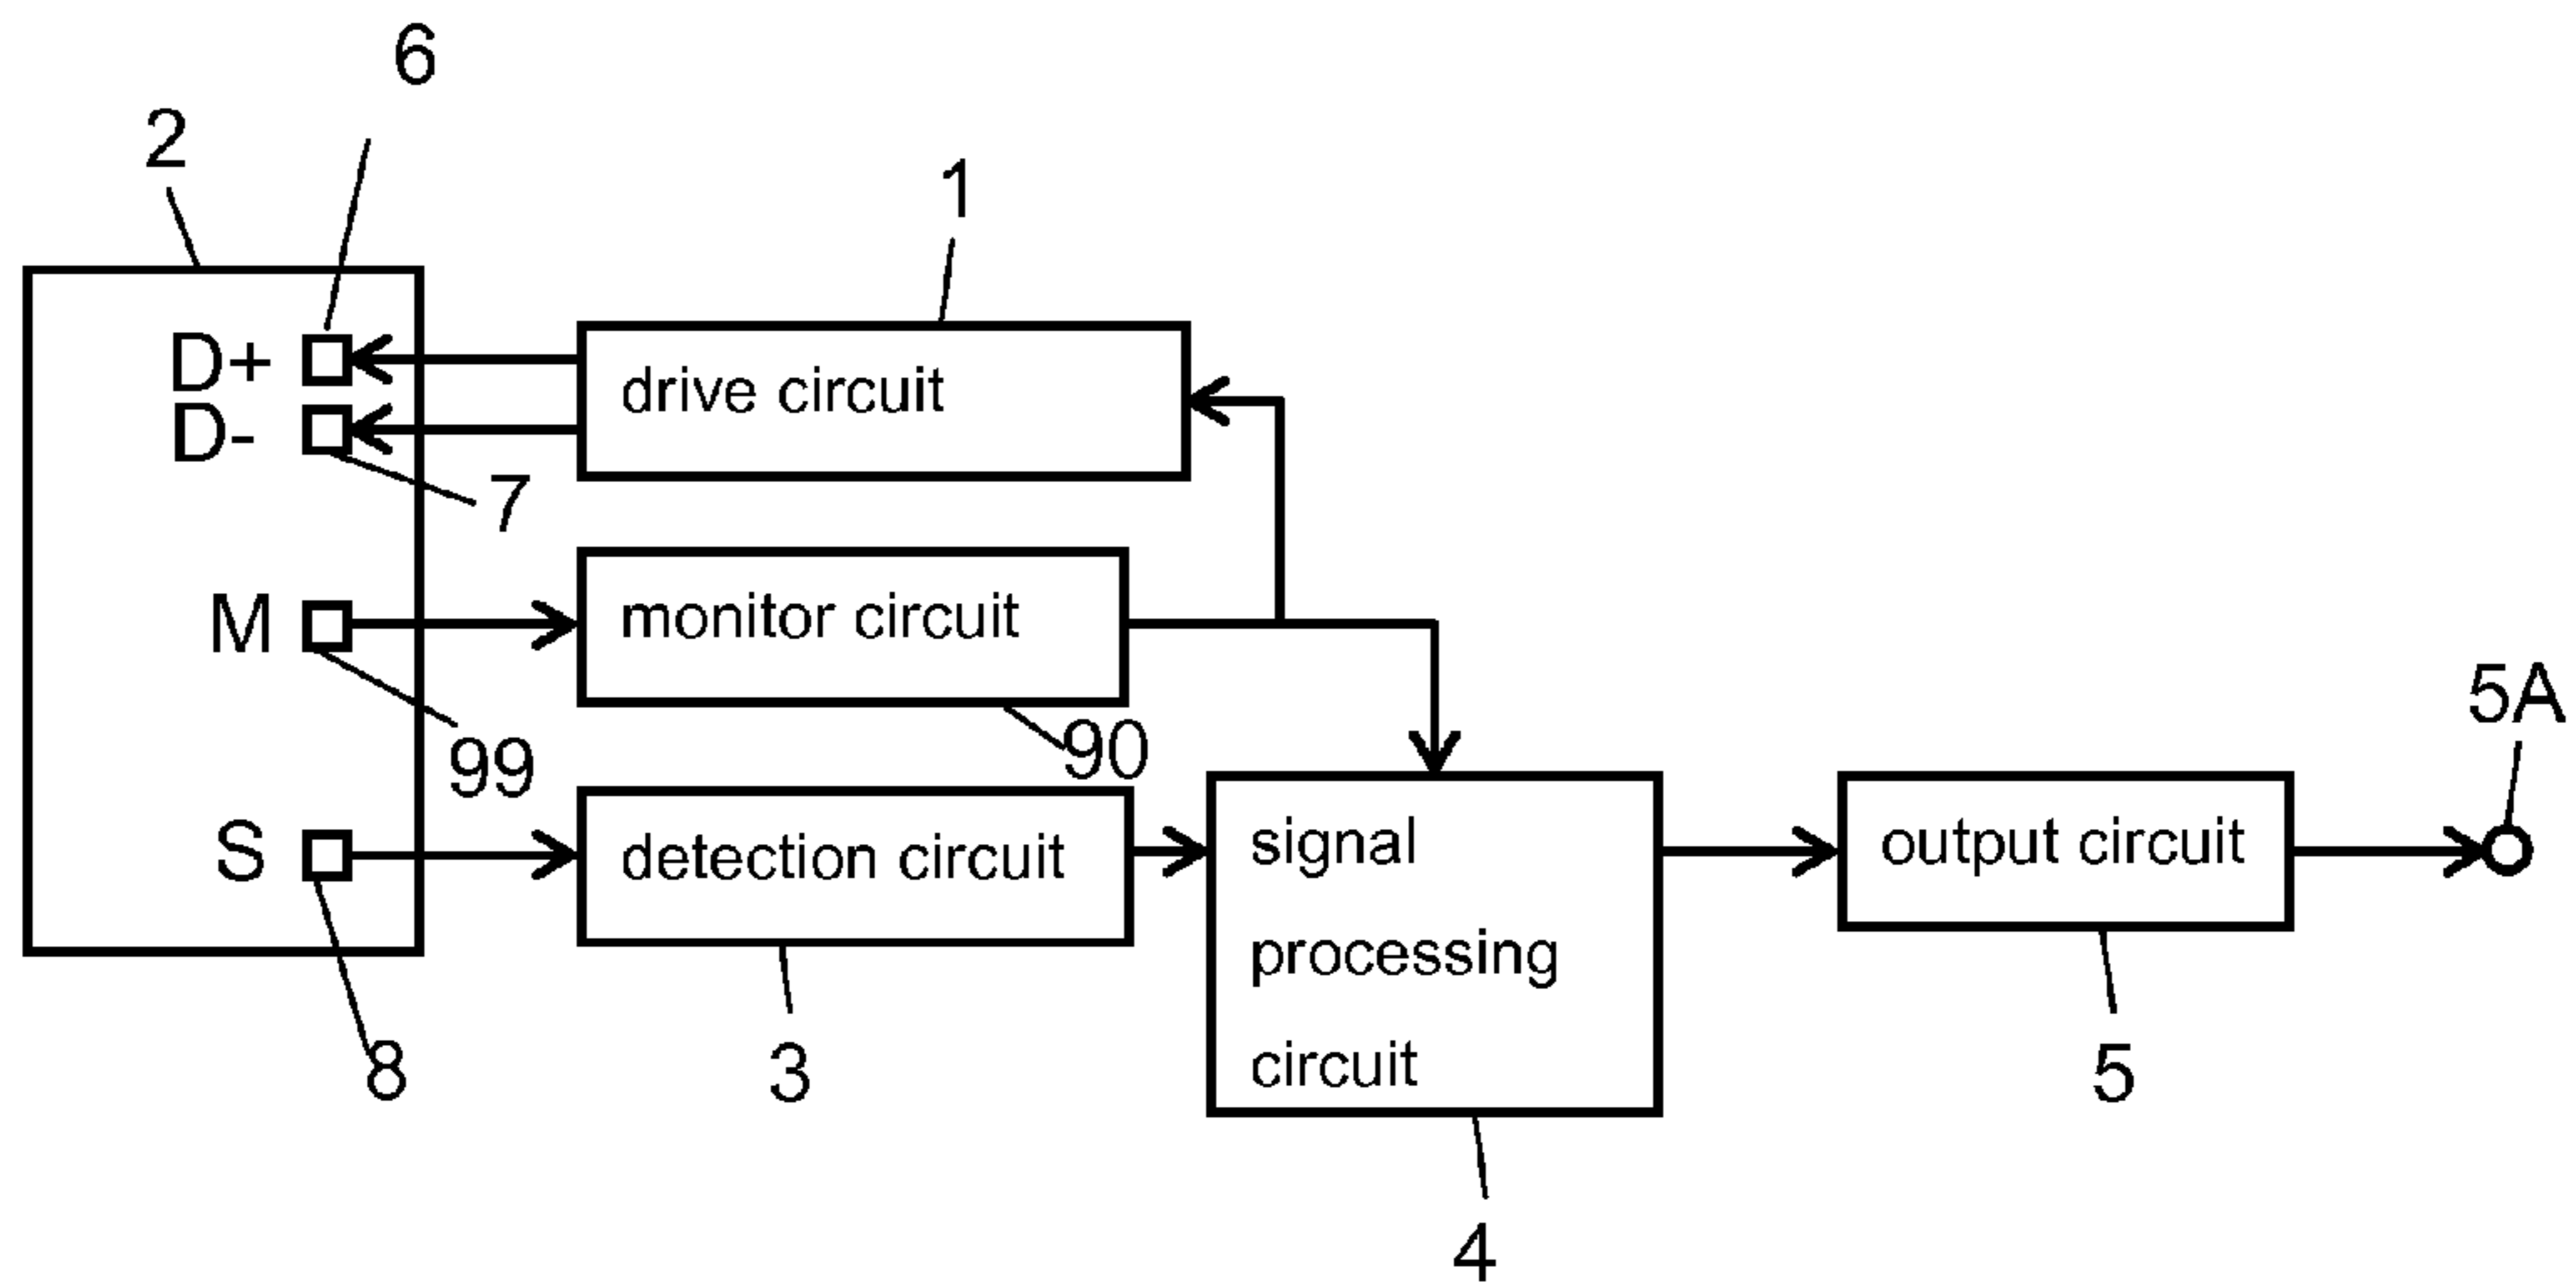 6
2
1
D+
drive circuit
D-
7
M
monitor circuit
99
90
5A
S
detection circuit
signal
processing
circuit
output circuit
8
3
5
4